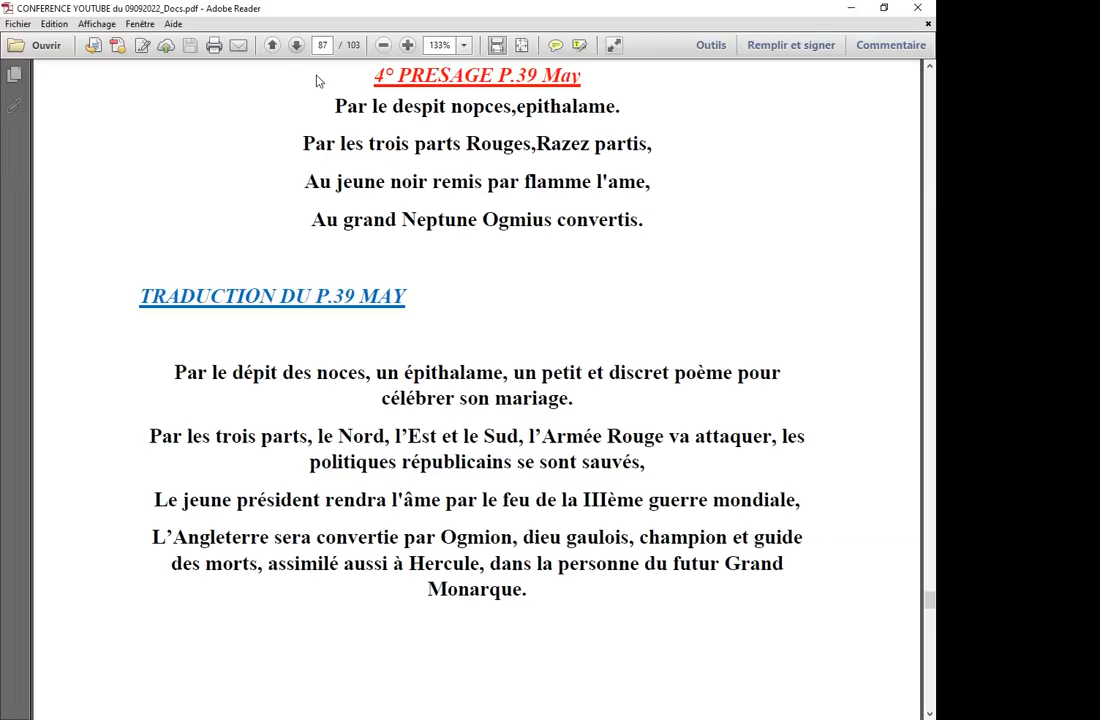 CONFERENCE YOUTUBE du 09092022_Docs.pdf - Adobe Reader
Fichier Edition Affichage Fenêtre Aide
Ouvrir 87 / 103 133% Outils Remplir et signer Commentaire
4° PRESAGE P.39 May
Par le despit nopces,epithalame.
Par les trois parts Rouges,Razez partis,
Au jeune noir remis par flamme l'ame,
Au grand Neptune Ogmius convertis.
TRADUCTION DU P.39 MAY
Par le dépit des noces, un épithalame, un petit et discret poème pour
célébrer son mariage.
Par les trois parts, le Nord, l’Est et le Sud, l’Armée Rouge va attaquer, les
politiques républicains se sont sauvés,
Le jeune président rendra l'âme par le feu de la IIIème guerre mondiale,
L’Angleterre sera convertie par Ogmion, dieu gaulois, champion et guide
des morts, assimilé aussi à Hercule, dans la personne du futur Grand
Monarque.